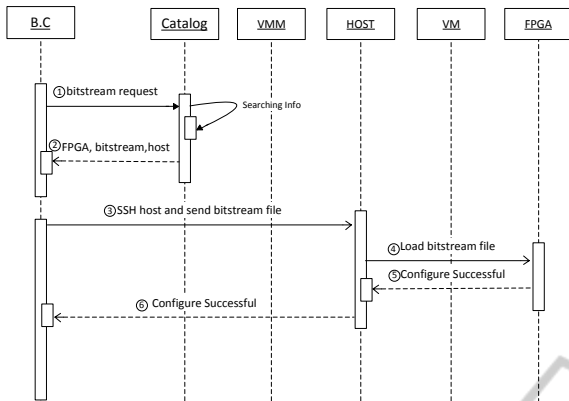 B.C
Catalog
VMM
HOST
VM
FPGA
①bitstream request
Searching Info
②FPGA, bitstream,host
③SSH host and send bitstream file
④Load bitstream file
⑤Configure Successful
⑥ Configure Successful